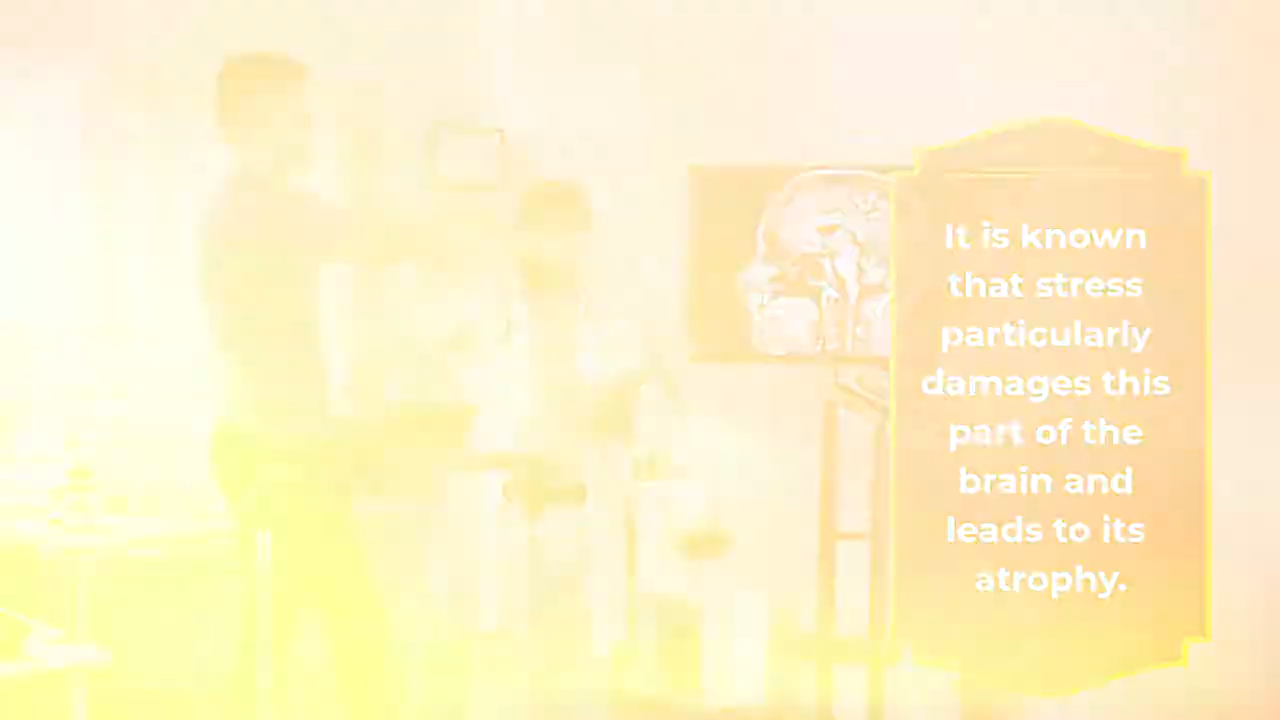 It is known
that stress
particularly
damages this
part of the
brain and
leads to its
atrophy.